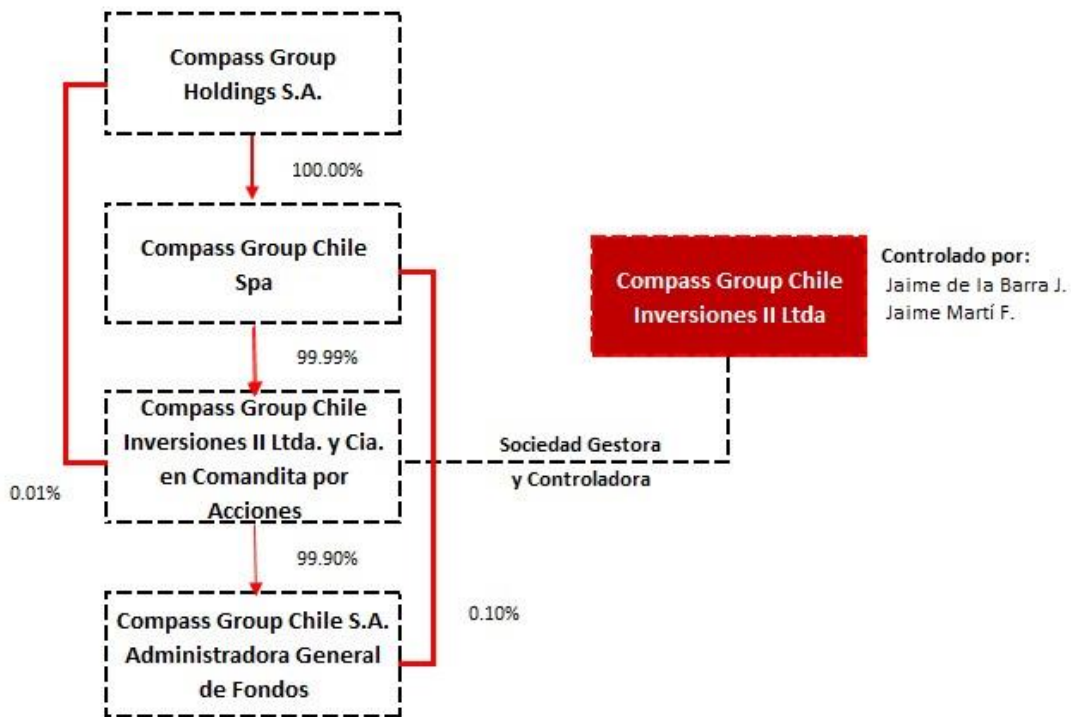 Compass Group
Holdings S.A.
100.00%
Compass Group Chile
Spa
Compass Group Chile
Inversiones II Ltda
Controlado por:
Jaime de la Barra J.
Jaime Martí F.
99.99%
Compass Group Chile
Inversiones II Ltda. y Cia.
en Comandita por
Acciones
Sociedad Gestora
y Controladora
0.01%
99.90%
Compass Group Chile S.A.
Administradora General
de Fondos
0.10%